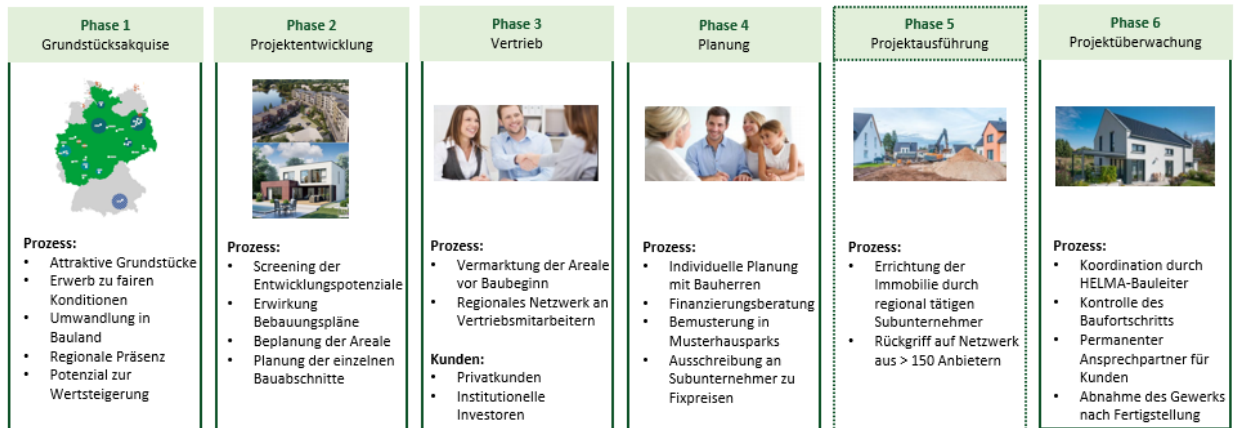 Phase 1
Grundstücksakquise
Prozess:
• Attraktive Grundstücke
• Erwerb zu fairen
Konditionen
• Umwandlung in
Bauland
• Regionale Präsenz
• Potenzial zur
Wertsteigerung
Phase 2
Projektentwicklung
Prozess:
• Screening der
Entwicklungspotenziale
• Erwirkung
Bebauungspläne
• Beplanung der Areale
• Planung der einzelnen
Bauabschnitte
Phase 3
Vertrieb
Prozess:
• Vermarktung der Areale
vor Baubeginn
• Regionales Netzwerk an
Vertriebsmitarbeitern
Kunden:
• Privatkunden
• Institutionelle
Investoren
Phase 4
Planung
Prozess:
• Individuelle Planung
mit Bauherren
• Finanzierungsberatung
• Bemusterung in
Musterhausparks
• Ausschreibung an
Subunternehmer zu
Fixpreisen
Phase 5
Projektausführung
Prozess:
• Errichtung der
Immobilie durch
regional tätigen
Subunternehmer
• Rückgriff auf Netzwerk
aus > 150 Anbietern
Phase 6
Projektüberwachung
Prozess:
• Koordination durch
HELMA-Bauleiter
• Kontrolle des
Baufortschritts
• Permanenter
Ansprechpartner für
Kunden
• Abnahme des Gewerks
nach Fertigstellung